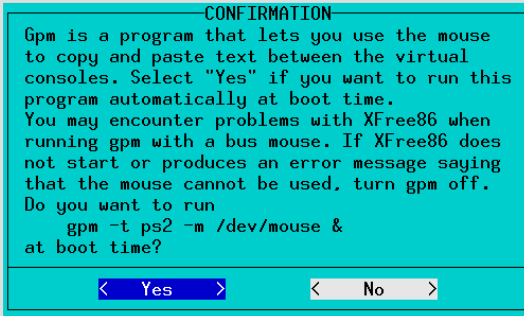 CONFIRMATION
Gpm is a program that lets you use the mouse
to copy and paste text between the virtual
consoles. Select "Yes" if you want to run this
program automatically at boot time.
You may encounter problems with XFree86 when
running gpm with a bus mouse. If XFree86 does
not start or produces an error message saying
that the mouse cannot be used, turn gpm off.
Do you want to run
gpm -t ps2 -m /dev/mouse &
at boot time?
< Yes > < No >